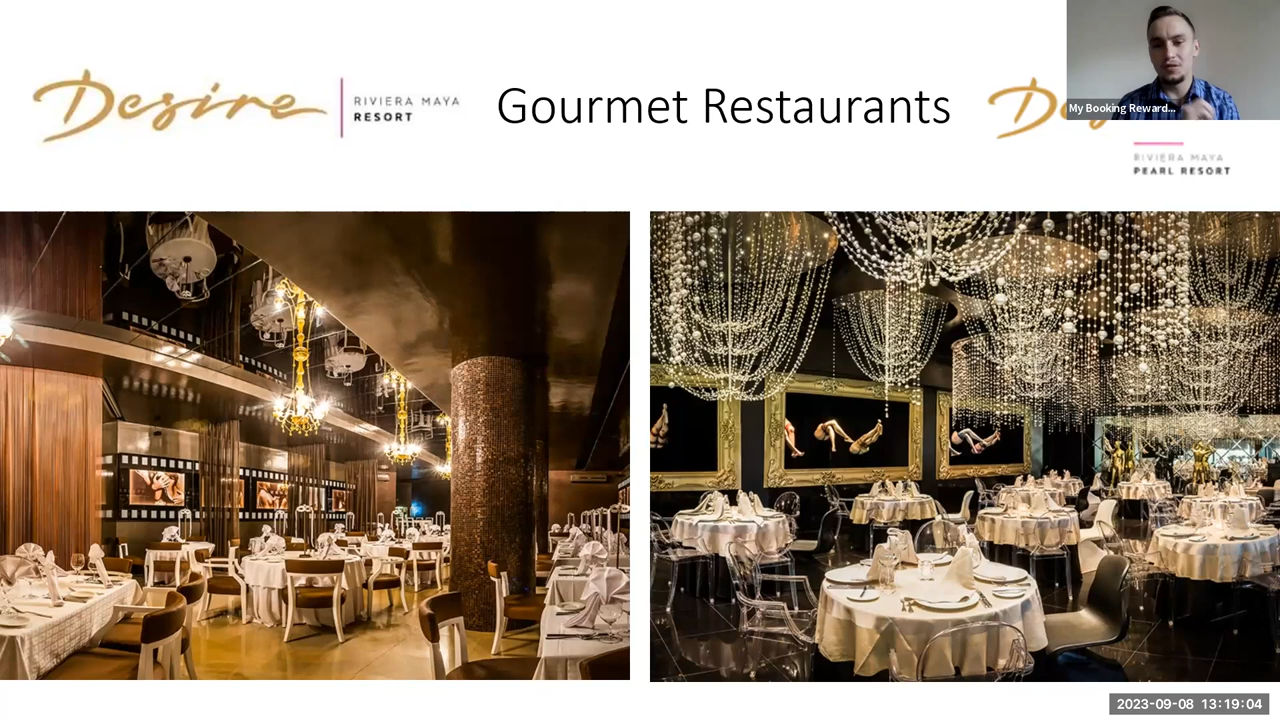 Desire
RIVIERA MAYA
RESORT
Gourmet Restaurants
My Booking Reward...
RIVIERA MAYA
PEARL RESORT
2023-09-08 13:19:04